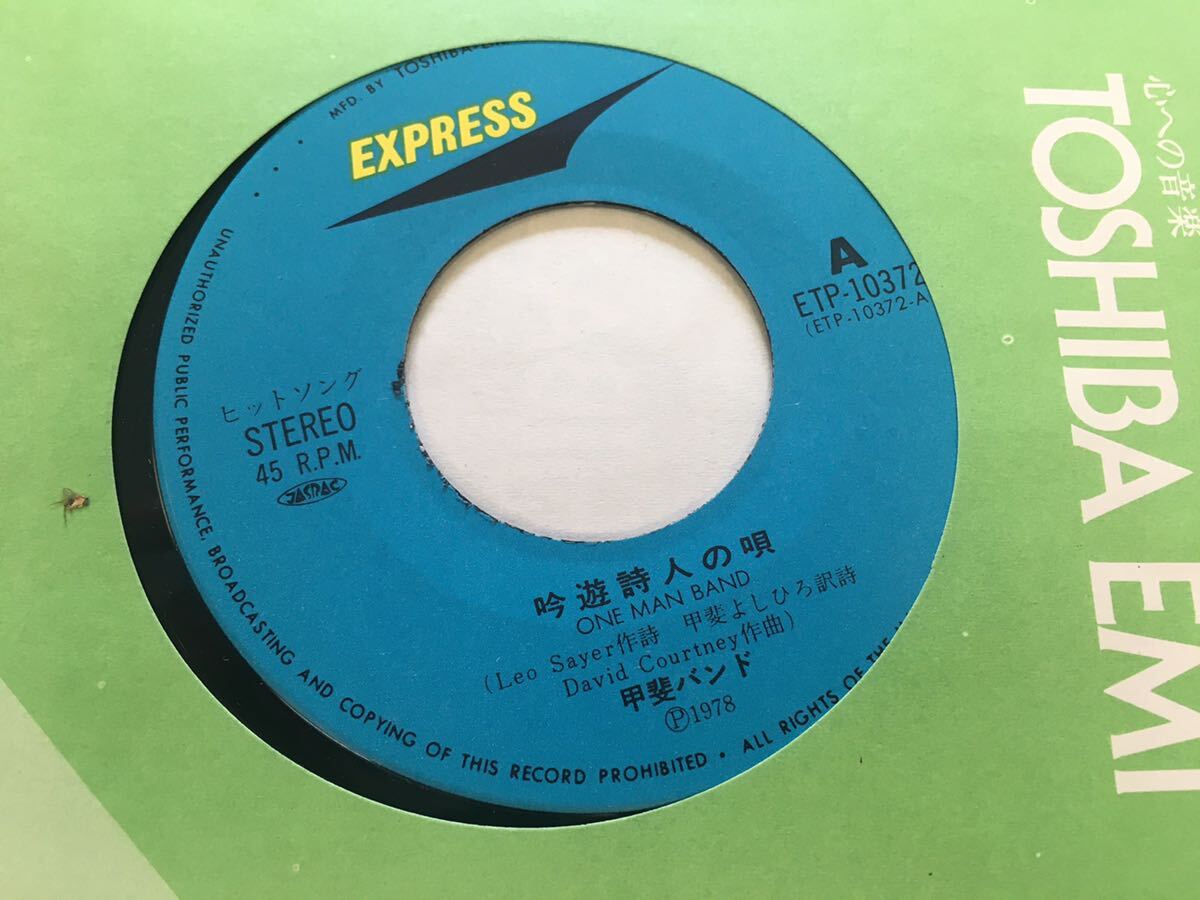 MFD. BY TOSHIBA-EM
EXPRESS
A
ETP-10372
(ETP-10372-A
ヒットソング
STEREO
45 R.P.M.
JASRAC
吟遊詩人の唄
ONE MAN BAND
(Leo Sayer作詩 甲斐よしひろ訳詩
David Courtney作曲)
甲斐バンド
Ⓟ1978
UNAUTHORIZED PUBLIC PERFORMANCE, BROADCASTING AND COPYING OF THIS RECORD PROHIBITED • ALL RIGHTS OF THE
心への音楽
TOSHIBA EMI